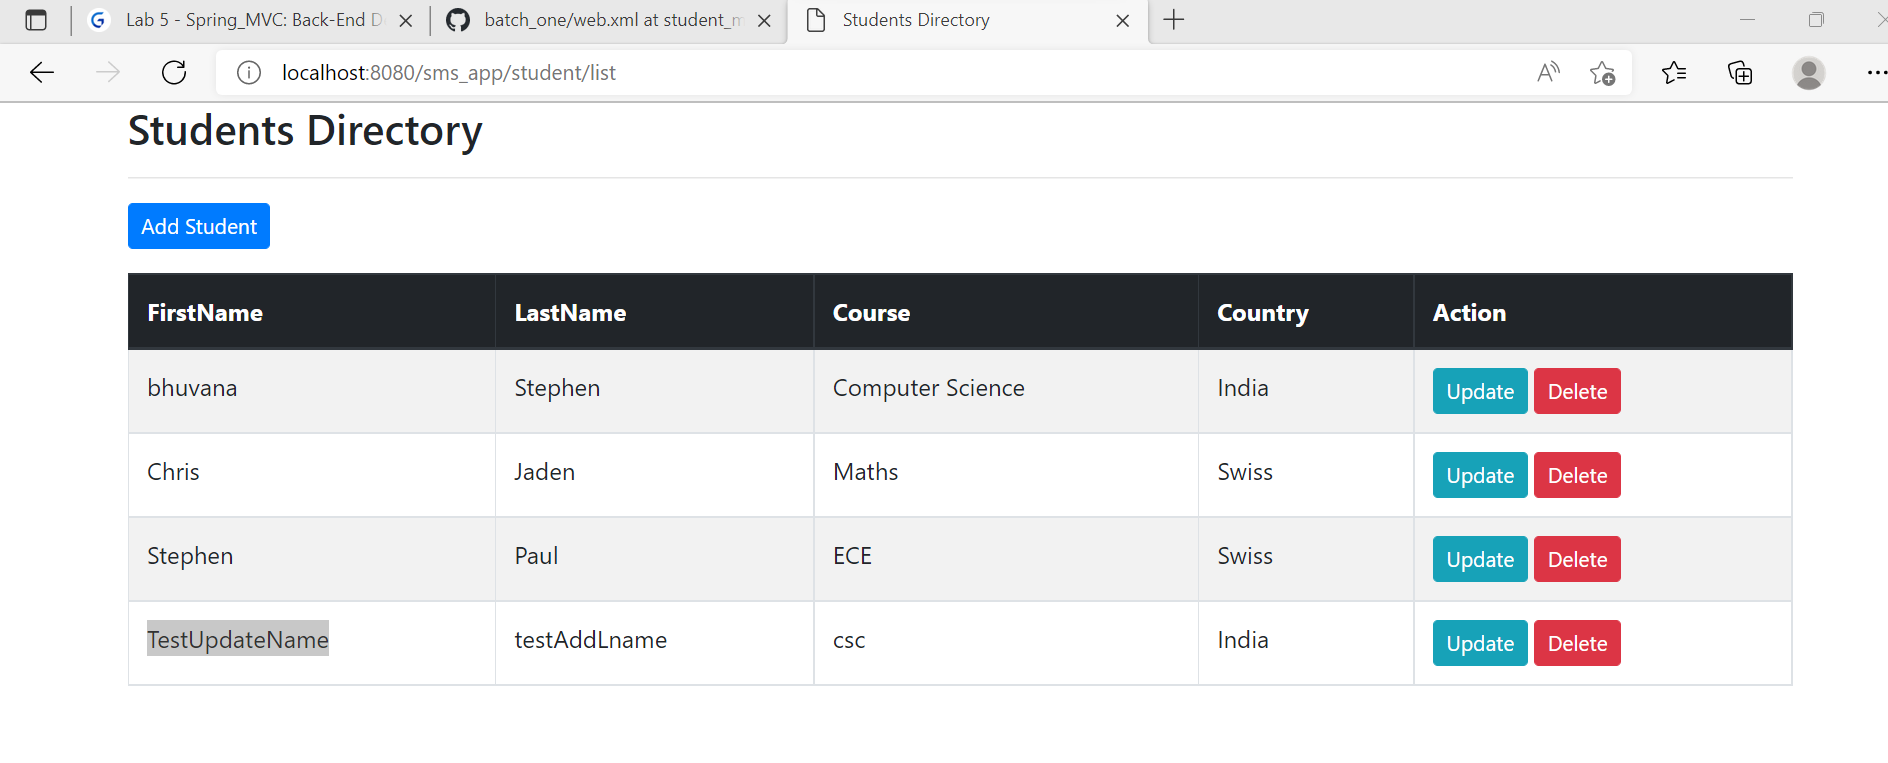 Lab 5 - Spring_MVC: Back-End D
batch_one/web.xml at student_m
Students Directory
localhost:8080/sms_app/student/list
Students Directory
Add Student
FirstName LastName Course Country Action
bhuvana Stephen Computer Science India Update Delete
Chris Jaden Maths Swiss Update Delete
Stephen Paul ECE Swiss Update Delete
TestUpdateName testAddLname csc India Update Delete